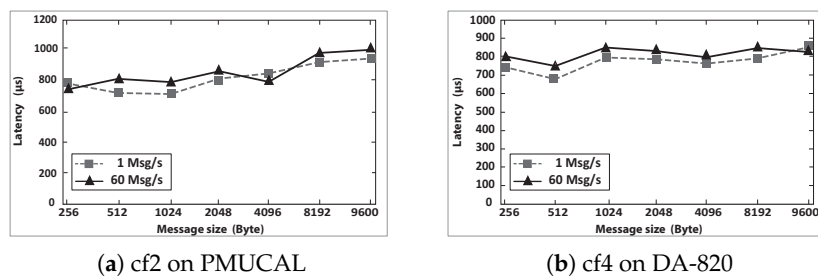 1200
1000
800
600
400
200
0
Latency (µs)
1 Msg/s
60 Msg/s
256 512 1024 2048 4096 8192 9600
Message size (Byte)
(a) cf2 on PMUCAL
1000
900
800
700
600
500
400
300
200
100
0
Latency (µs)
1 Msg/s
60 Msg/s
256 512 1024 2048 4096 8192 9600
Message size (Byte)
(b) cf4 on DA-820